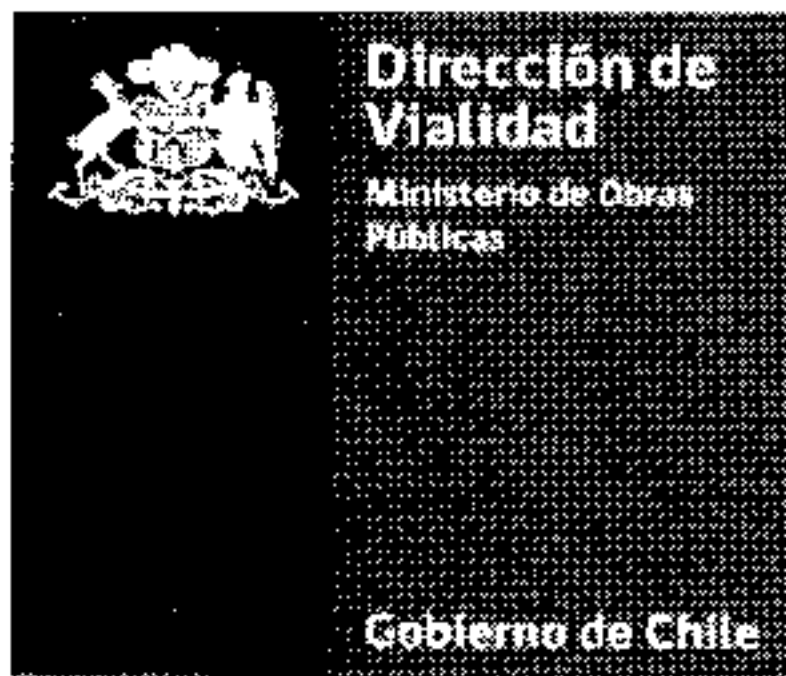 Dirección de
Vialidad
Ministerio de Obras
Públicas
Gobierno de Chile